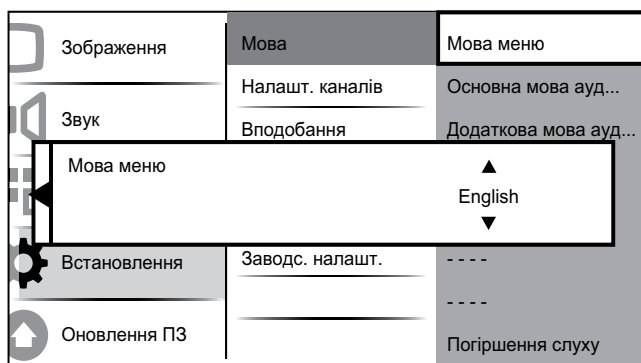 Зображення
Мова
Мова меню
Налашт. каналів
Основна мова ауд...
Звук
Вподобання
Додаткова мова ауд...
Мова меню
English
Встановлення
Заводс. налашт.
- - - -
- - - -
Оновлення ПЗ
Погіршення слуху